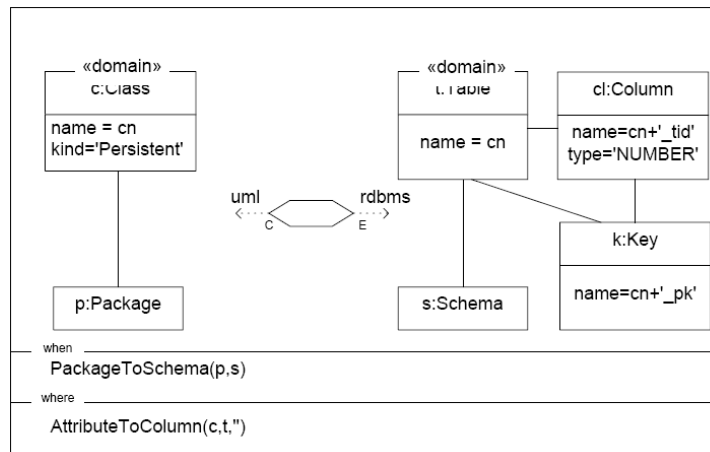 «domain»
c:Class
name = cn
kind='Persistent'
p:Package
uml
rdbms
C
E
«domain»
t:Table
name = cn
cl:Column
name=cn+'_tid'
type='NUMBER'
k:Key
name=cn+'_pk'
s:Schema
when
PackageToSchema(p,s)
where
AttributeToColumn(c,t,'')